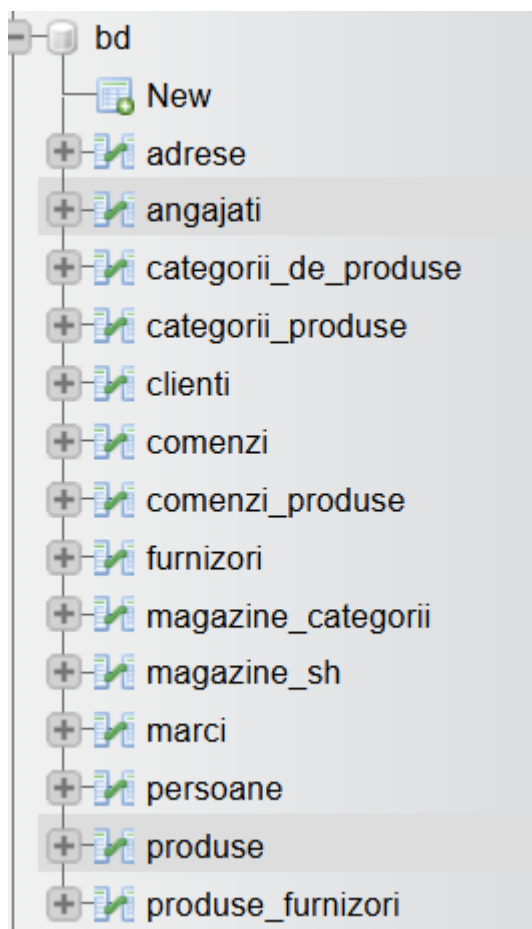 bd
New
adrese
angajati
categorii_de_produse
categorii_produse
clienti
comenzi
comenzi_produse
furnizori
magazine_categorii
magazine_sh
marci
persoane
produse
produse_furnizori